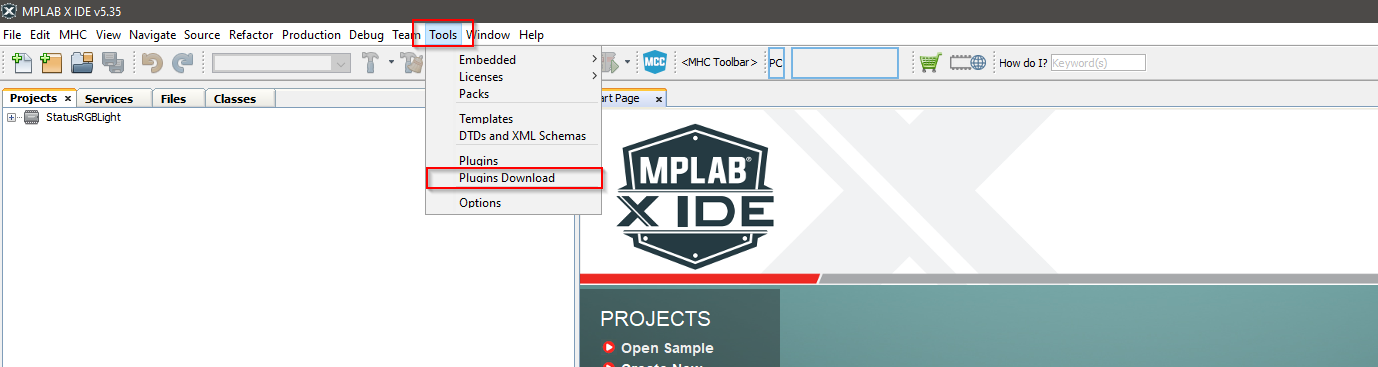 MPLAB X IDE v5.35
File Edit MHC View Navigate Source Refactor Production Debug Team Tools Window Help
MCC <MHC Toolbar> PC How do I? Keyword(s)
Projects x Services Files Classes
StatusRGBLight
Embedded
Licenses
Packs
Templates
DTDs and XML Schemas
Plugins
Plugins Download
Options
art Page x
MPLAB®
X IDE
PROJECTS
Open Sample
Create New